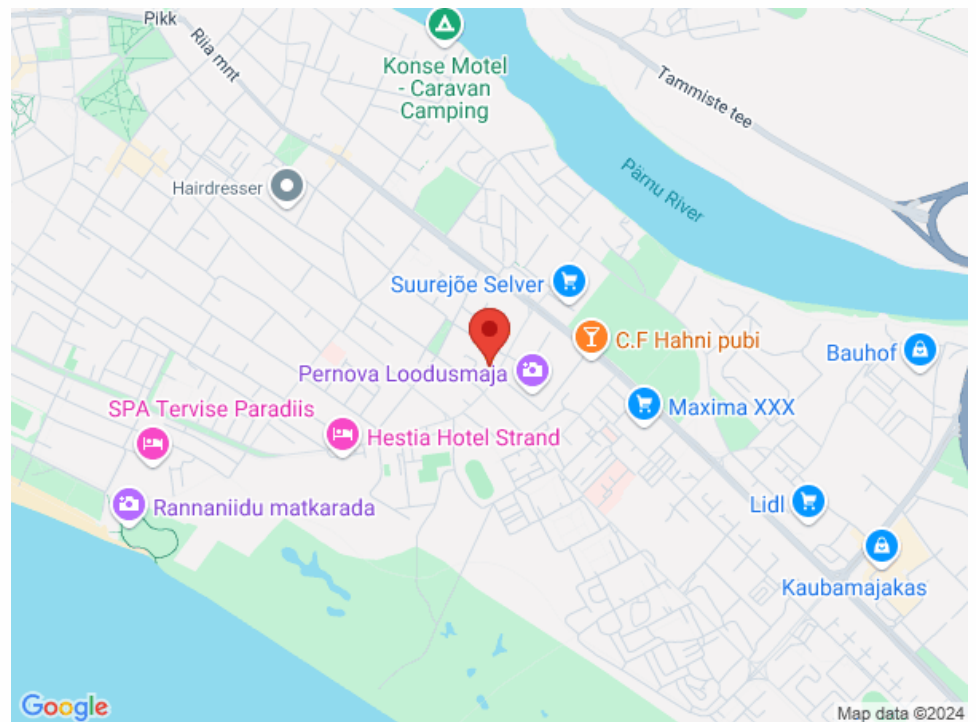 Pikk
Riia mnt
Konse Motel
- Caravan
Camping
Tammiste tee
Hairdresser
Pärnu River
Suurejõe Selver
C.F Hahni pubi
Bauhof
Pernova Loodusmaja
SPA Tervise Paradiis
Maxima XXX
Hestia Hotel Strand
Rannaniidu matkarada
Lidl
Kaubamajakas
Google
Map data ©2024